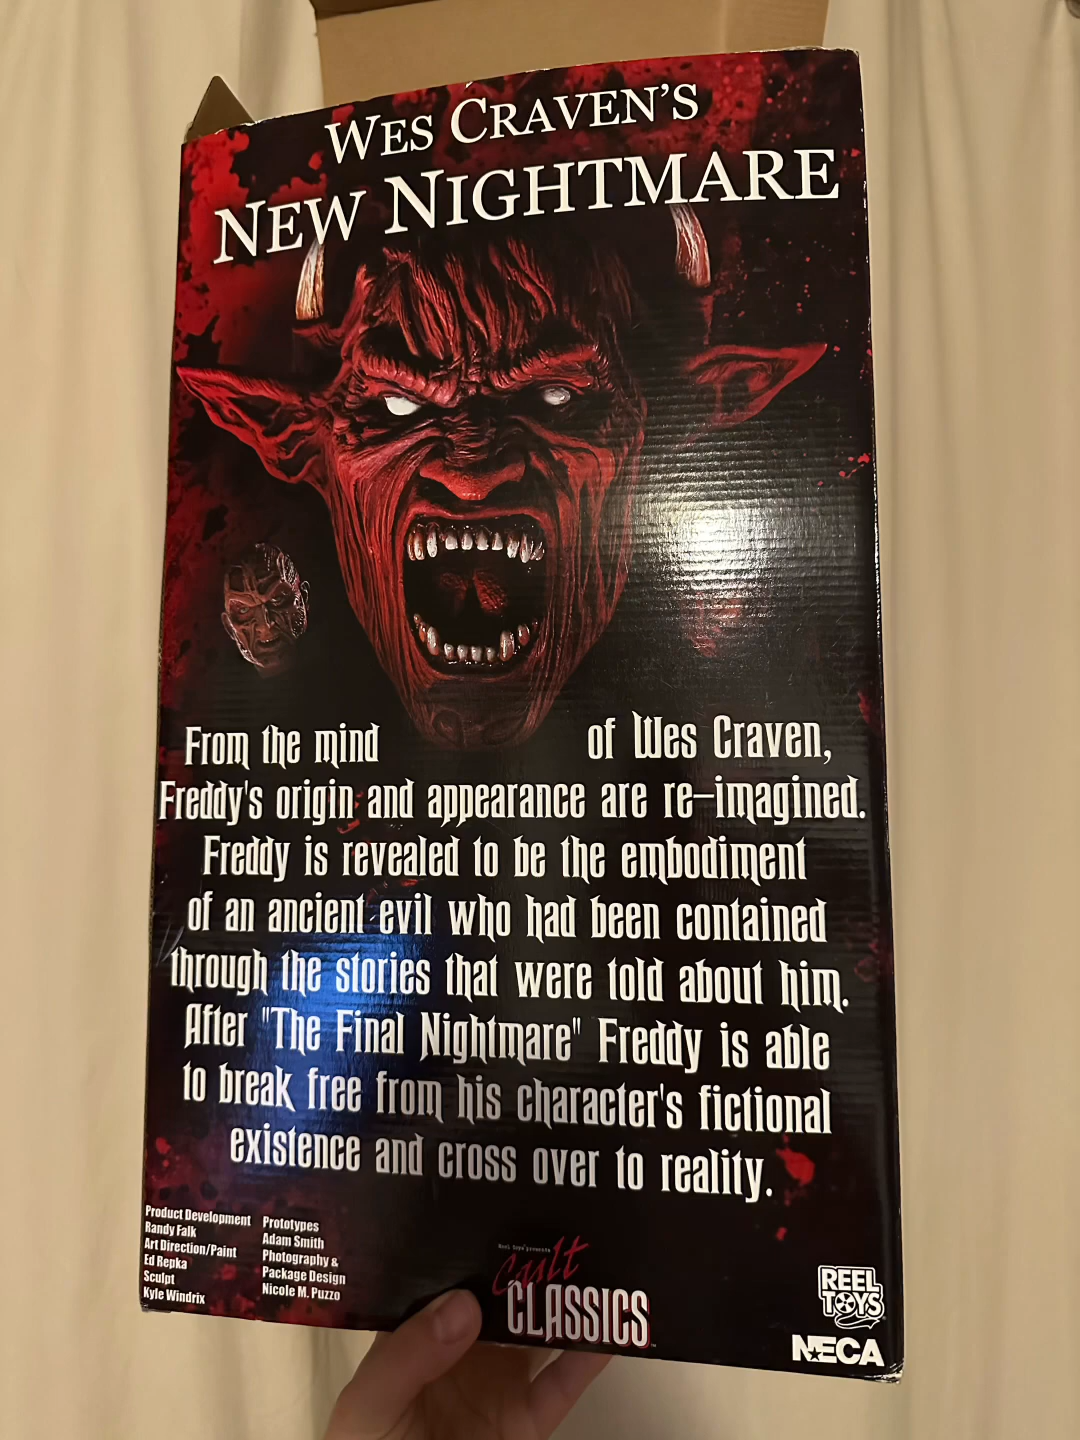 WES CRAVEN'S
NEW NIGHTMARE
From the mind of Wes Craven,
Freddy's origin and appearance are re-imagined.
Freddy is revealed to be the embodiment
of an ancient evil who had been contained
through the stories that were told about him.
After "The Final Nightmare" Freddy is able
to break free from his character's fictional
existence and cross over to reality.
Product Development
Randy Falk
Art Direction/Paint
Ed Repka
Sculpt
Kyle Windrix
Prototypes
Adam Smith
Photography &
Package Design
Nicole M. Puzzo
Reel Toys presents
Cult
CLASSICS
REEL
TOYS
NECA